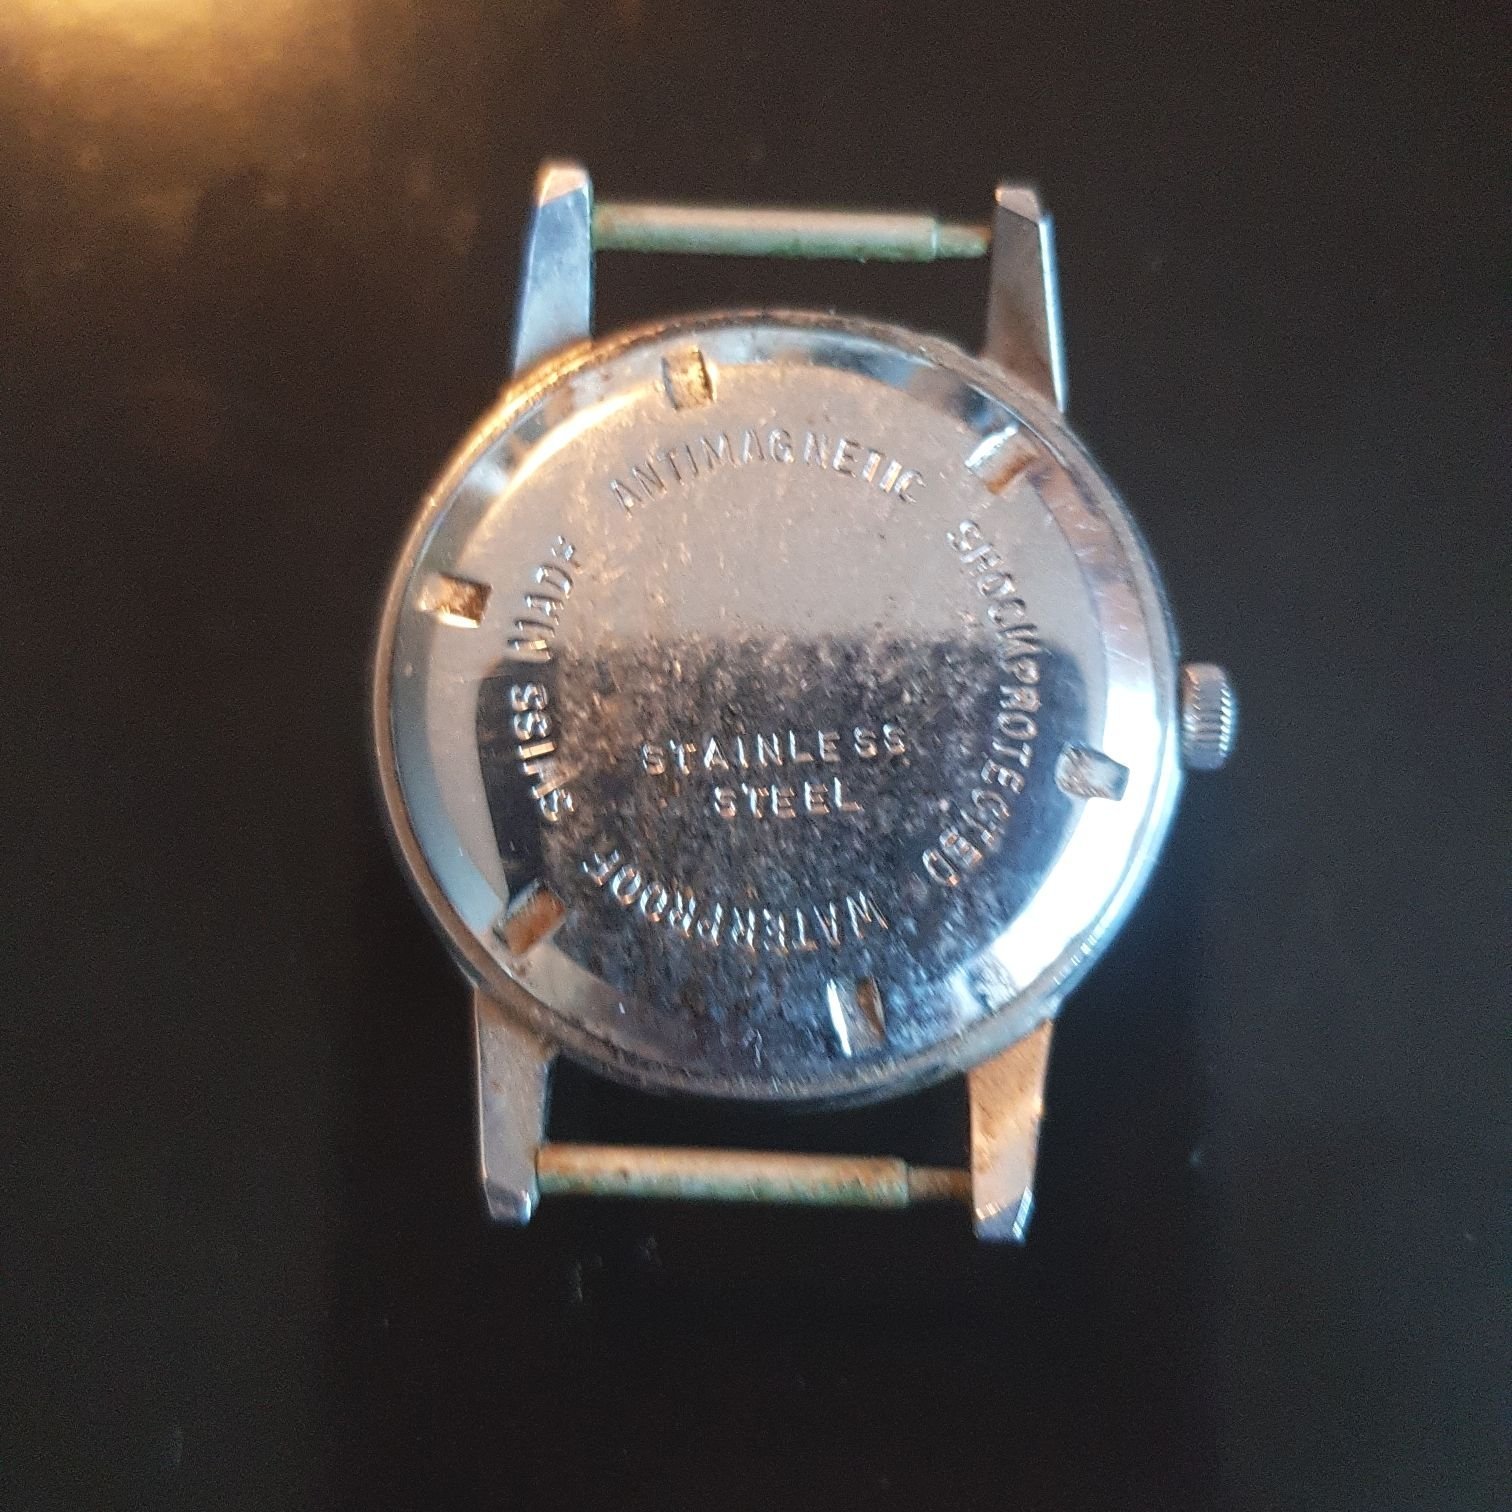 ANTIMAGNETIC
SHOCKPROTECTED
WATERPROOF
SWISS MADE
STAINLESS
STEEL